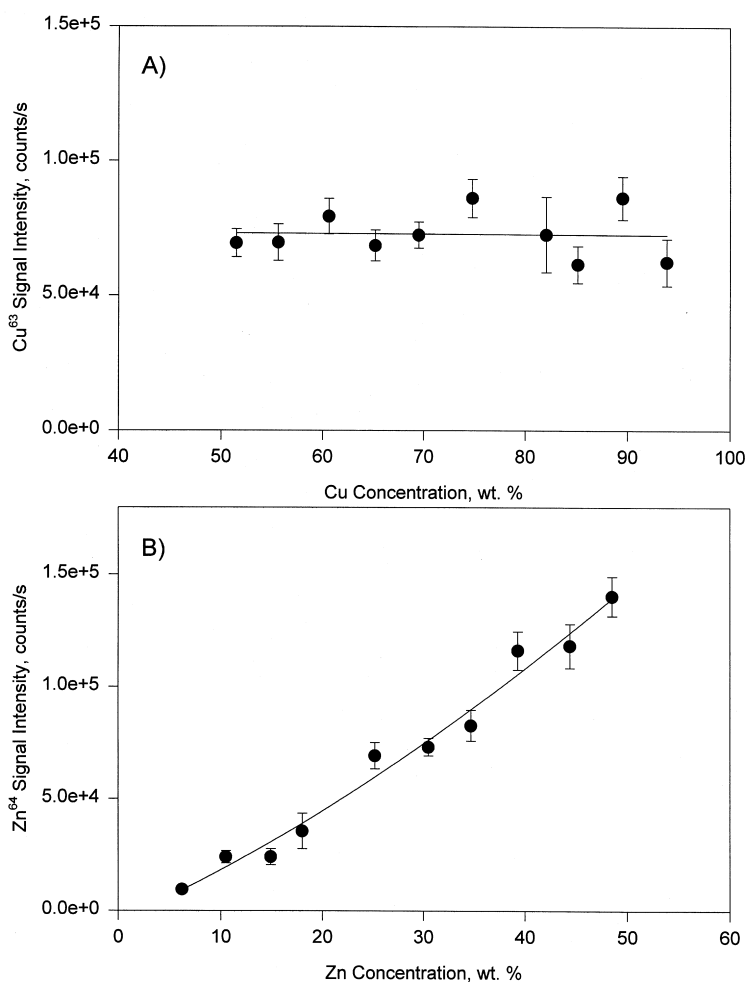 1.5e+5
A)
1.0e+5
5.0e+4
0.0e+0
Cu63 Signal Intensity, counts/s
40 50 60 70 80 90 100
Cu Concentration, wt. %
B)
1.5e+5
1.0e+5
5.0e+4
0.0e+0
Zn64 Signal Intensity, counts/s
0 10 20 30 40 50 60
Zn Concentration, wt. %